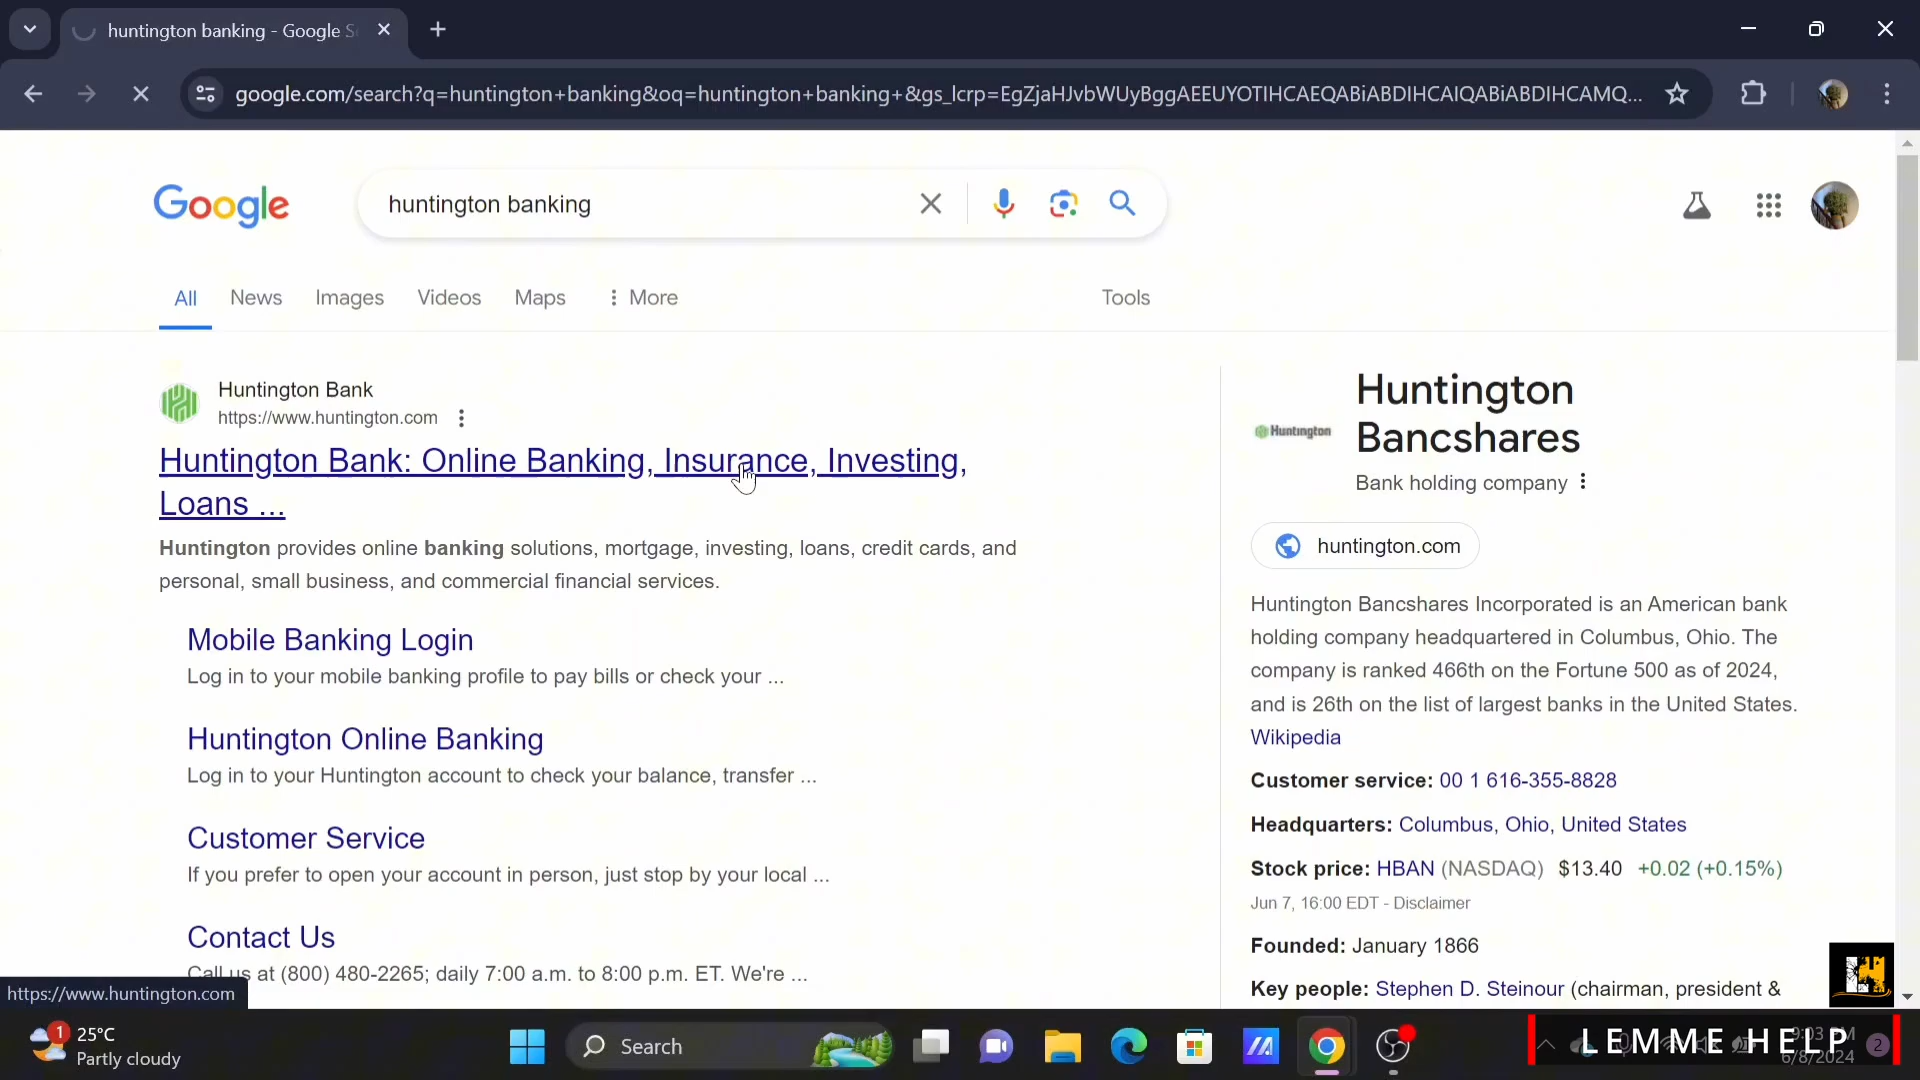 huntington banking - Google S
google.com/search?q=huntington+banking&oq=huntington+banking+&gs_lcrp=EgZjaHJvbWUyBggAEEUYOTIHCAEQABiABDIHCAIQABiABDIHCAMQ...
Google
huntington banking
All News Images Videos Maps More Tools
Huntington Bank
https://www.huntington.com
Huntington Bank: Online Banking, Insurance, Investing,
Loans ...
Huntington provides online banking solutions, mortgage, investing, loans, credit cards, and
personal, small business, and commercial financial services.
Mobile Banking Login
Log in to your mobile banking profile to pay bills or check your ...
Huntington Online Banking
Log in to your Huntington account to check your balance, transfer ...
Customer Service
If you prefer to open your account in person, just stop by your local ...
Contact Us
Call us at (800) 480-2265; daily 7:00 a.m. to 8:00 p.m. ET. We're ...
https://www.huntington.com
Huntington
Huntington
Bancshares
Bank holding company
huntington.com
Huntington Bancshares Incorporated is an American bank
holding company headquartered in Columbus, Ohio. The
company is ranked 466th on the Fortune 500 as of 2024,
and is 26th on the list of largest banks in the United States.
Wikipedia
Customer service: 00 1 616-355-8828
Headquarters: Columbus, Ohio, United States
Stock price: HBAN (NASDAQ) $13.40 +0.02 (+0.15%)
Jun 7, 16:00 EDT - Disclaimer
Founded: January 1866
Key people: Stephen D. Steinour (chairman, president &
1
25°C
Partly cloudy
Search
LEMME HELP
9:03 PM
6/8/2024
2